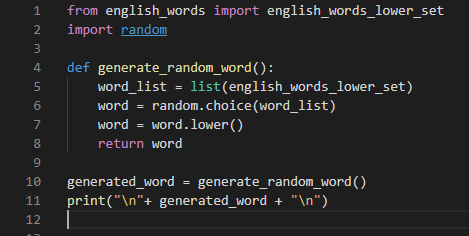 1 from english_words import english_words_lower_set
2 import random
3
4 def generate_random_word():
5     word_list = list(english_words_lower_set)
6     word = random.choice(word_list)
7     word = word.lower()
8     return word
9
10 generated_word = generate_random_word()
11 print("\n"+ generated_word + "\n")
12